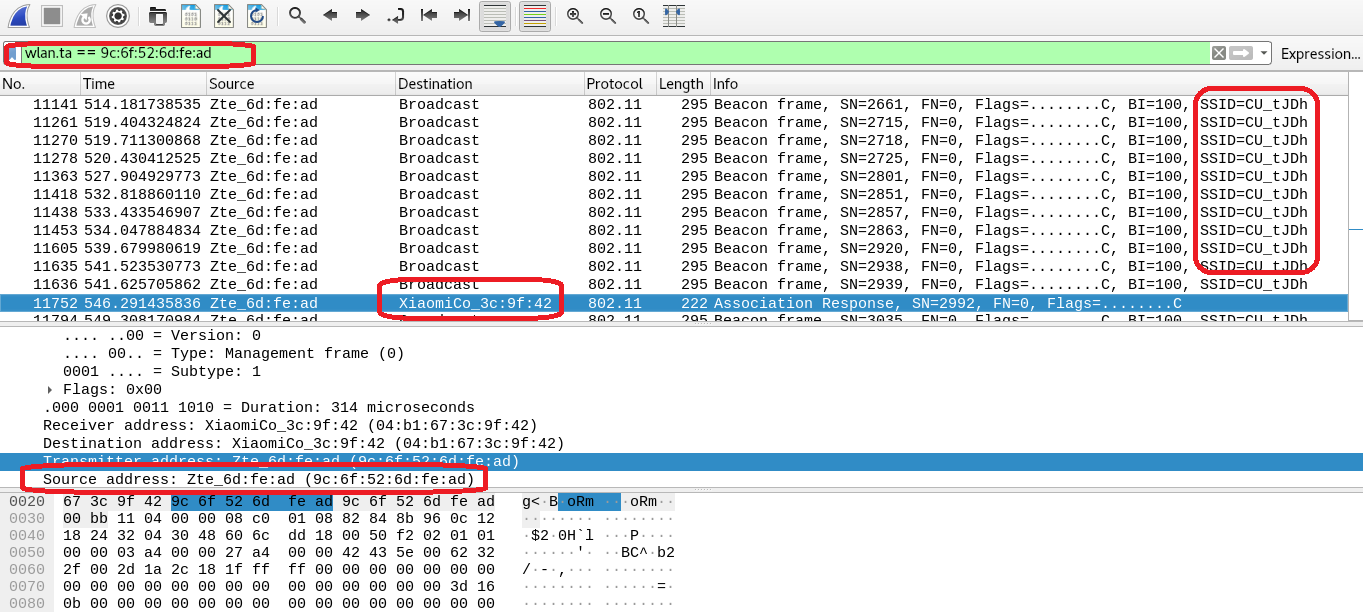 wlan.ta == 9c:6f:52:6d:fe:ad Expression...
No. Time Source Destination Protocol Length Info
11141 514.181738535 Zte_6d:fe:ad Broadcast 802.11 295 Beacon frame, SN=2661, FN=0, Flags=........C, BI=100, SSID=CU_tJDh
11261 519.404324824 Zte_6d:fe:ad Broadcast 802.11 295 Beacon frame, SN=2715, FN=0, Flags=........C, BI=100, SSID=CU_tJDh
11270 519.711300868 Zte_6d:fe:ad Broadcast 802.11 295 Beacon frame, SN=2718, FN=0, Flags=........C, BI=100, SSID=CU_tJDh
11278 520.430412525 Zte_6d:fe:ad Broadcast 802.11 295 Beacon frame, SN=2725, FN=0, Flags=........C, BI=100, SSID=CU_tJDh
11363 527.904929773 Zte_6d:fe:ad Broadcast 802.11 295 Beacon frame, SN=2801, FN=0, Flags=........C, BI=100, SSID=CU_tJDh
11418 532.818860110 Zte_6d:fe:ad Broadcast 802.11 295 Beacon frame, SN=2851, FN=0, Flags=........C, BI=100, SSID=CU_tJDh
11438 533.433546907 Zte_6d:fe:ad Broadcast 802.11 295 Beacon frame, SN=2857, FN=0, Flags=........C, BI=100, SSID=CU_tJDh
11453 534.047884834 Zte_6d:fe:ad Broadcast 802.11 295 Beacon frame, SN=2863, FN=0, Flags=........C, BI=100, SSID=CU_tJDh
11605 539.679980619 Zte_6d:fe:ad Broadcast 802.11 295 Beacon frame, SN=2920, FN=0, Flags=........C, BI=100, SSID=CU_tJDh
11635 541.523530773 Zte_6d:fe:ad Broadcast 802.11 295 Beacon frame, SN=2938, FN=0, Flags=........C, BI=100, SSID=CU_tJDh
11636 541.625705862 Zte_6d:fe:ad Broadcast 802.11 295 Beacon frame, SN=2939, FN=0, Flags=........C, BI=100, SSID=CU_tJDh
11752 546.291435836 Zte_6d:fe:ad XiaomiCo_3c:9f:42 802.11 222 Association Response, SN=2992, FN=0, Flags=........C
11794 549.308170984 Zte_6d:fe:ad Broadcast 802.11 295 Beacon frame, SN=3035, FN=0, Flags=........C, BI=100, SSID=CU_tJDh
.... ..00 = Version: 0
.... 00.. = Type: Management frame (0)
0001 .... = Subtype: 1
Flags: 0x00
.000 0001 0011 1010 = Duration: 314 microseconds
Receiver address: XiaomiCo_3c:9f:42 (04:b1:67:3c:9f:42)
Destination address: XiaomiCo_3c:9f:42 (04:b1:67:3c:9f:42)
Transmitter address: Zte_6d:fe:ad (9c:6f:52:6d:fe:ad)
Source address: Zte_6d:fe:ad (9c:6f:52:6d:fe:ad)
0020 67 3c 9f 42 9c 6f 52 6d fe ad 9c 6f 52 6d fe ad g<·B·oRm ···oRm··
0030 00 bb 11 04 00 00 08 c0 01 08 82 84 8b 96 0c 12 ········ ········
0040 18 24 32 04 30 48 60 6c dd 18 00 50 f2 02 01 01 ·$2·0H`l ···P····
0050 00 00 03 a4 00 00 27 a4 00 00 42 43 5e 00 62 32 ······'· ··BC^·b2
0060 2f 00 2d 1a 2c 18 1f ff ff 00 00 00 00 00 00 00 /·-·,··· ········
0070 00 00 00 00 00 00 00 00 00 00 00 00 00 00 3d 16 ········ ······=·
0080 0b 00 00 00 00 00 00 00 00 00 00 00 00 00 00 00 ········ ········